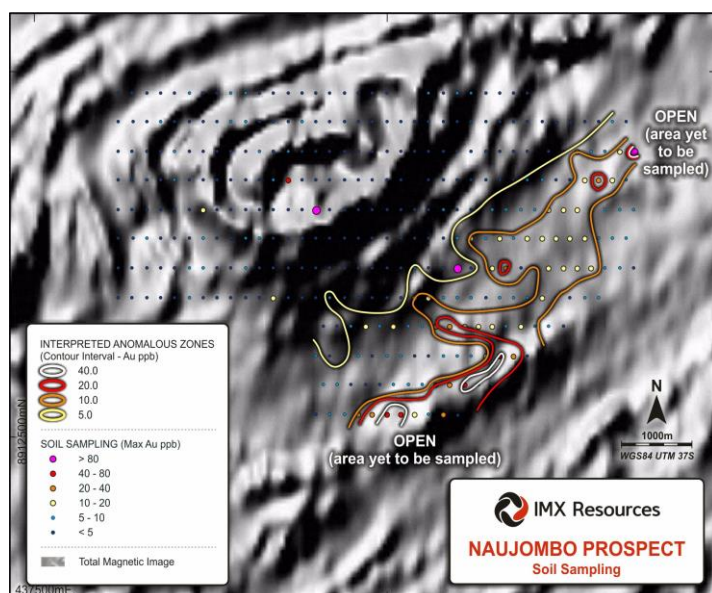 OPEN
(area yet
to be
sampled)
INTERPRETED ANOMALOUS ZONES
(Contour Interval - Au ppb)
40.0
20.0
10.0
5.0
SOIL SAMPLING (Max Au ppb)
> 80
40 - 80
20 - 40
10 - 20
5 - 10
< 5
Total Magnetic Image
8912500mN
437500mE
OPEN
(area yet to be sampled)
N
1000m
WGS84 UTM 37S
IMX Resources
NAUJOMBO PROSPECT
Soil Sampling